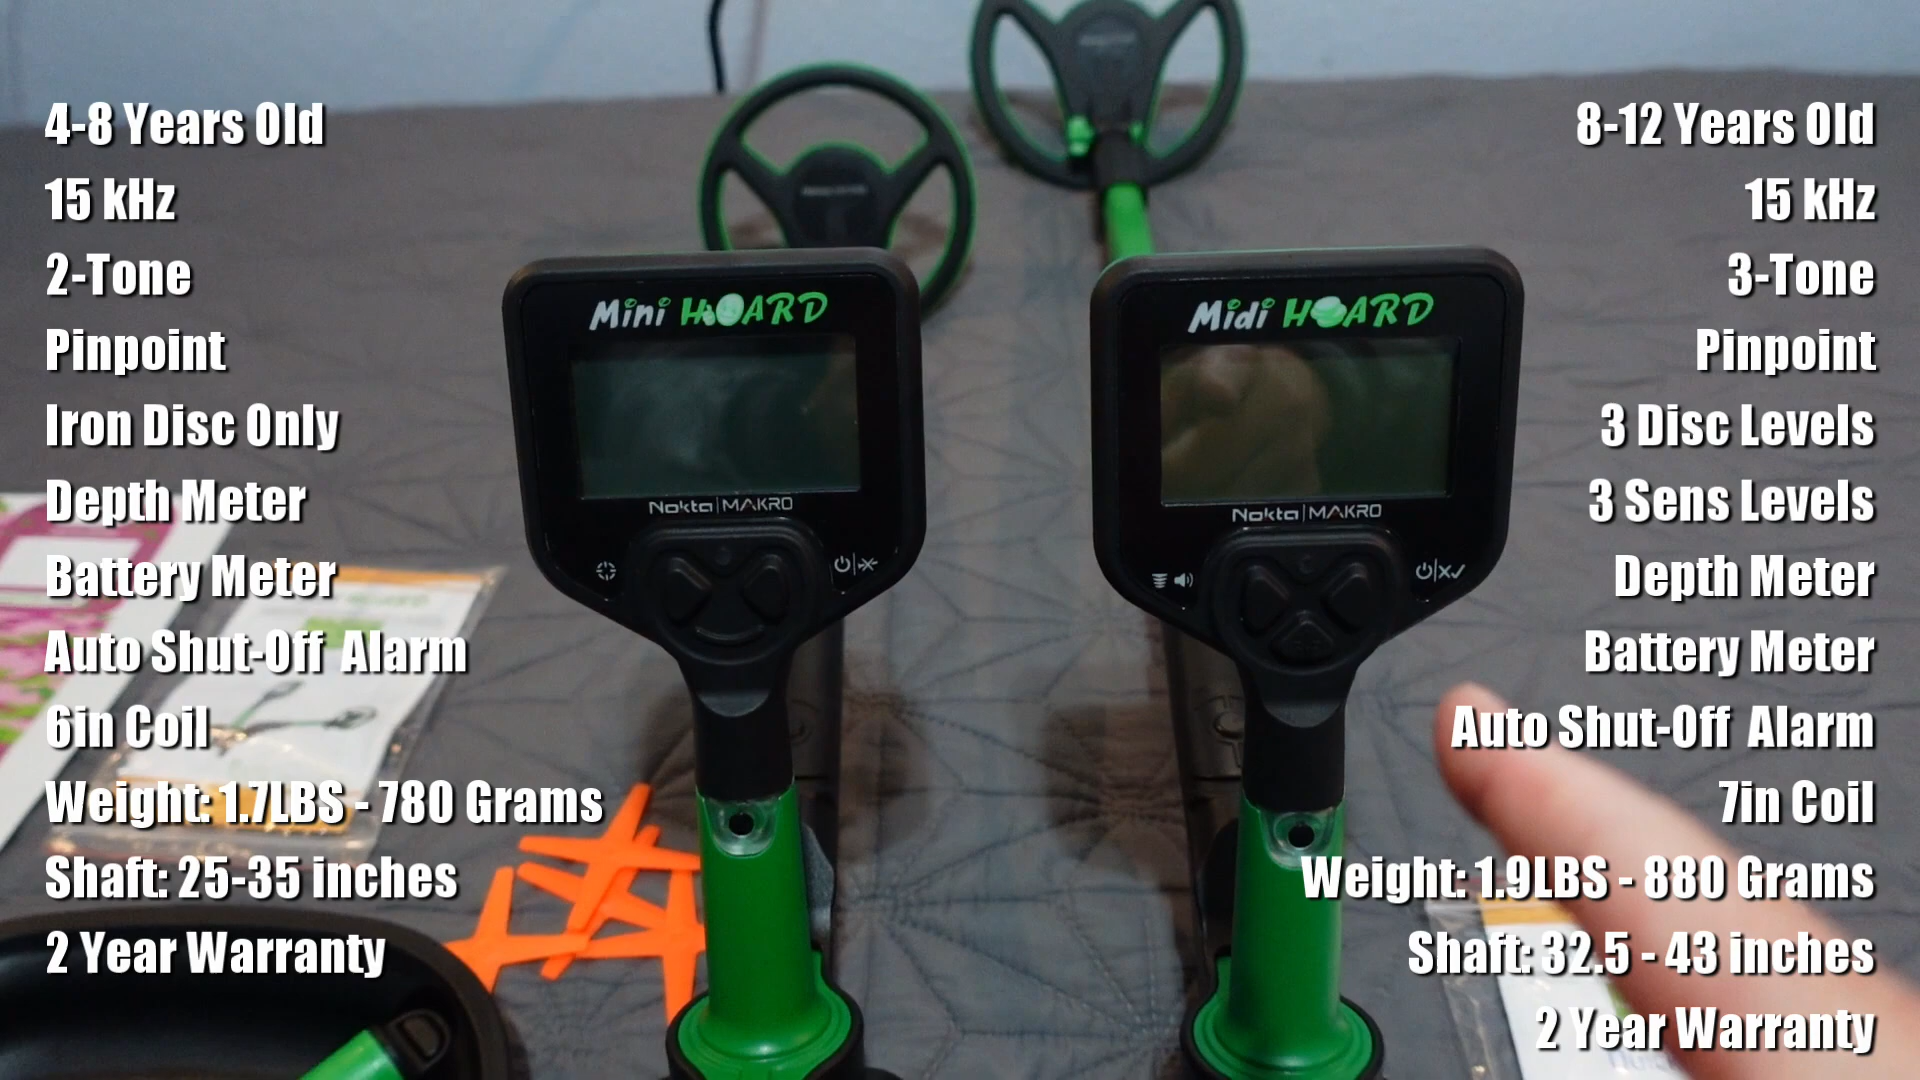 4-8 Years Old
15 kHz
2-Tone
Pinpoint
Iron Disc Only
Depth Meter
Battery Meter
Auto Shut-Off Alarm
6in Coil
Weight: 1.7LBS - 780 Grams
Shaft: 25-35 inches
2 Year Warranty
Mini HOARD
Nokta | MAKRO
Midi HOARD
Nokta | MAKRO
8-12 Years Old
15 kHz
3-Tone
Pinpoint
3 Disc Levels
3 Sens Levels
Depth Meter
Battery Meter
Auto Shut-Off Alarm
7in Coil
Weight: 1.9LBS - 880 Grams
Shaft: 32.5 - 43 inches
2 Year Warranty